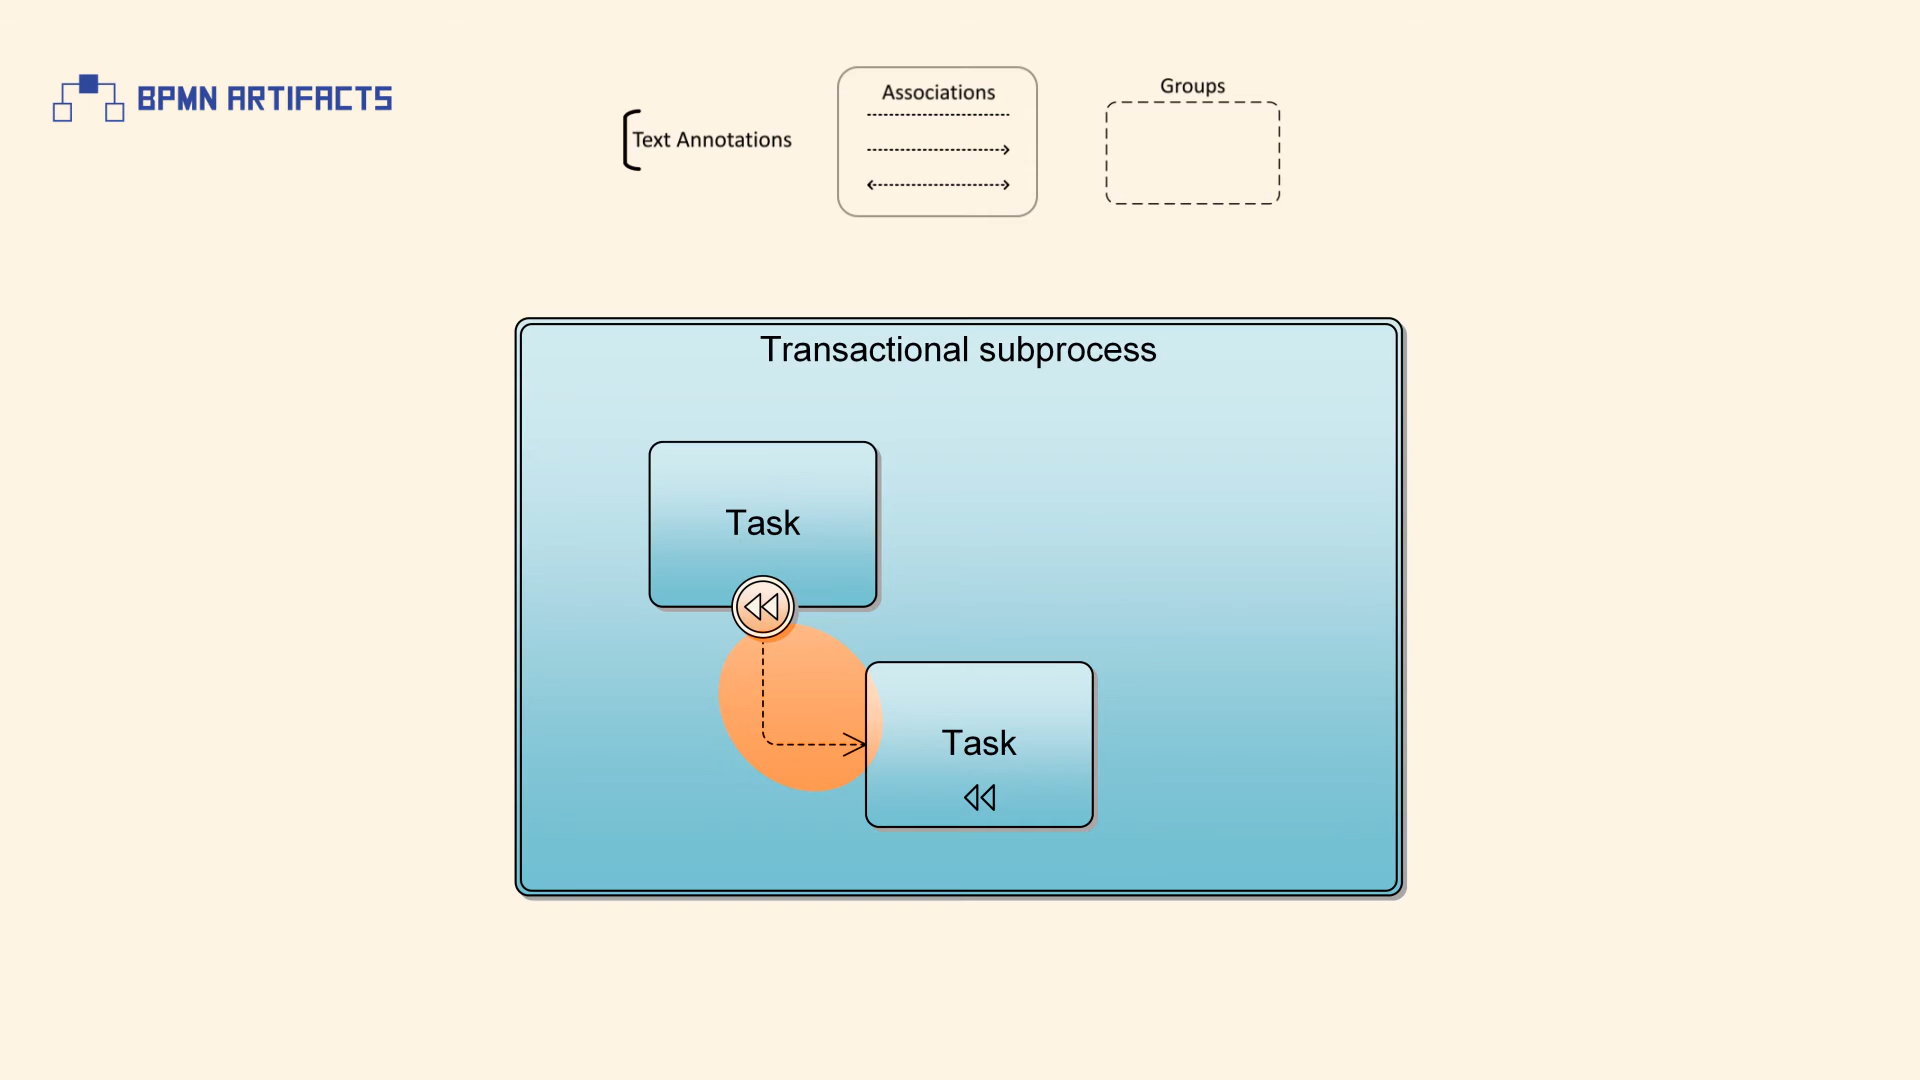 BPMN ARTIFACTS
Text Annotations
Associations
Groups
Transactional subprocess
Task
Task